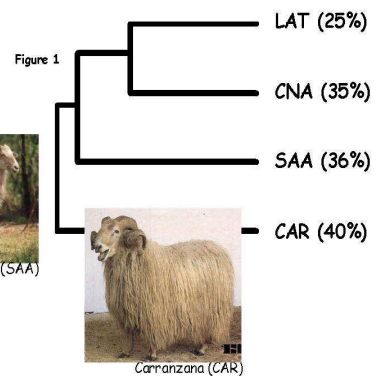 LAT (25%)
Figure 1
CNA (35%)
SAA (36%)
CAR (40%)
(SAA)
Carranzana (CAR)